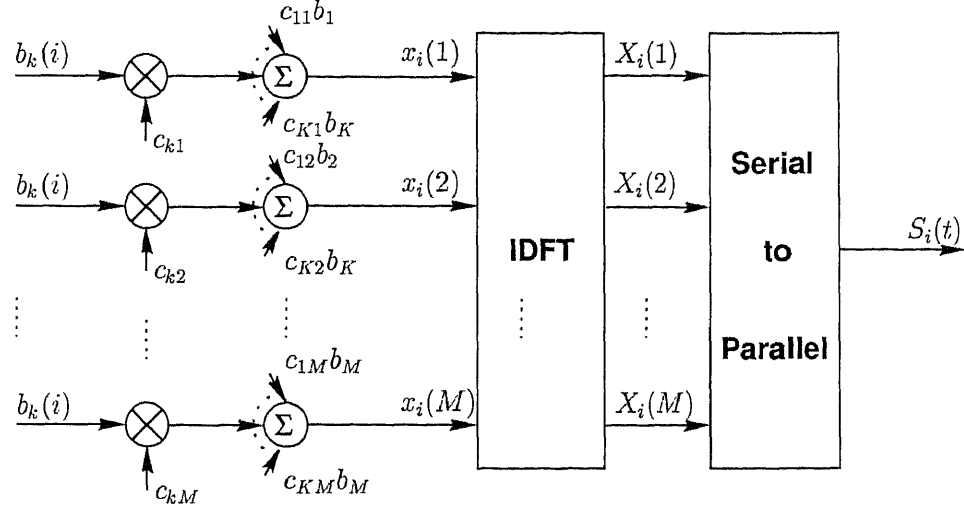 c_{11}b_1
b_k(i) Σ x_i(1) X_i(1)
c_{k1} c_{K1}b_K
c_{12}b_2 Serial
b_k(i) Σ x_i(2) X_i(2)
S_i(t)
IDFT to
c_{k2} c_{K2}b_K
Parallel
c_{1M}b_M
b_k(i) Σ x_i(M) X_i(M)
c_{kM} c_{KM}b_M